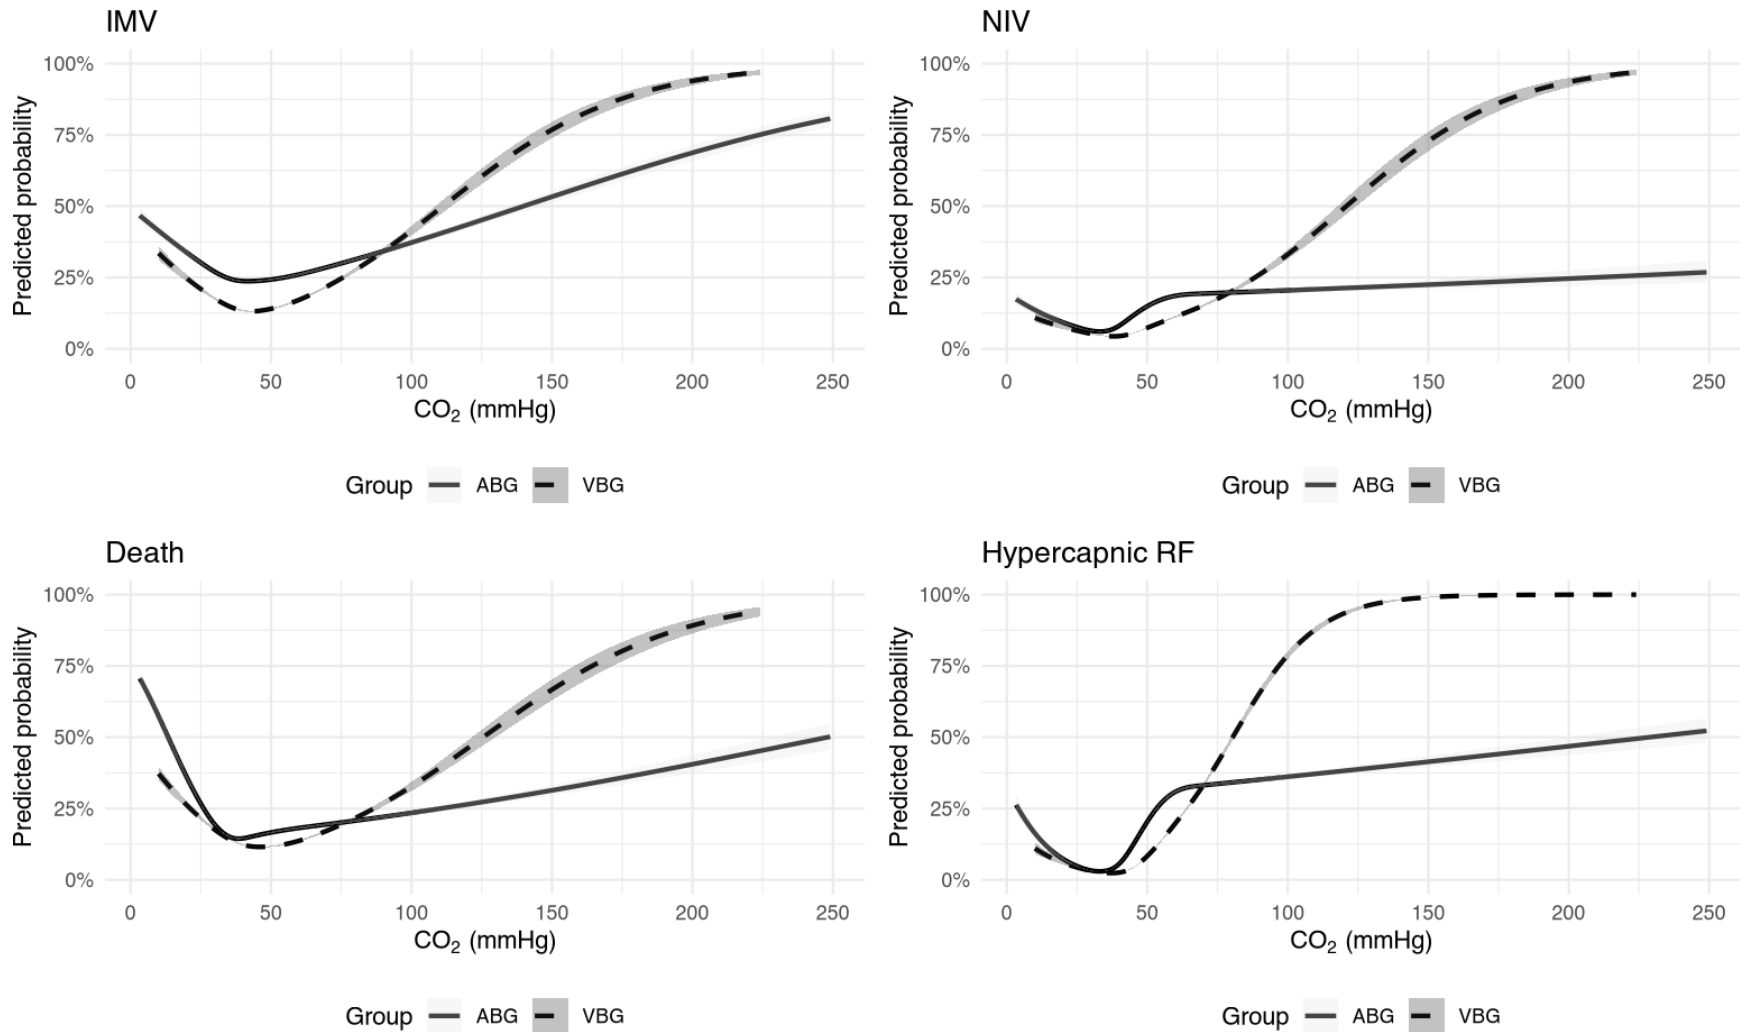 IMV
100%
75%
50%
25%
0%
Predicted probability
0 50 100 150 200 250
CO₂ (mmHg)
Group ABG VBG
NIV
100%
75%
50%
25%
0%
Predicted probability
0 50 100 150 200 250
CO₂ (mmHg)
Group ABG VBG
Death
100%
75%
50%
25%
0%
Predicted probability
0 50 100 150 200 250
CO₂ (mmHg)
Group ABG VBG
Hypercapnic RF
100%
75%
50%
25%
0%
Predicted probability
0 50 100 150 200 250
CO₂ (mmHg)
Group ABG VBG